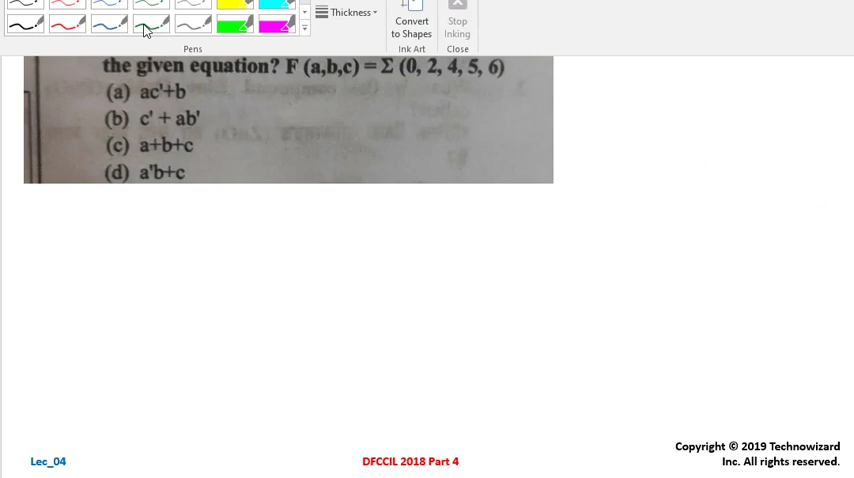 Thickness
Convert
to Shapes
Stop
Inking
Pens
Ink Art
Close
the given equation? F (a,b,c) = Σ (0, 2, 4, 5, 6)
(a) ac'+b
(b) c' + ab'
(c) a+b+c
(d) a'b+c
Copyright © 2019 Technowizard
Inc. All rights reserved.
Lec_04
DFCCIL 2018 Part 4